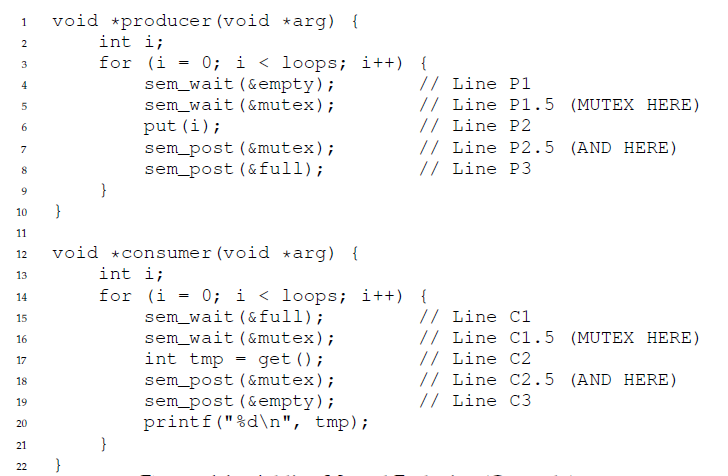 1 void *producer(void *arg) {
2 int i;
3 for (i = 0; i < loops; i++) {
4 sem_wait(&empty); // Line P1
5 sem_wait(&mutex); // Line P1.5 (MUTEX HERE)
6 put(i); // Line P2
7 sem_post(&mutex); // Line P2.5 (AND HERE)
8 sem_post(&full); // Line P3
9 }
10 }
11
12 void *consumer(void *arg) {
13 int i;
14 for (i = 0; i < loops; i++) {
15 sem_wait(&full); // Line C1
16 sem_wait(&mutex); // Line C1.5 (MUTEX HERE)
17 int tmp = get(); // Line C2
18 sem_post(&mutex); // Line C2.5 (AND HERE)
19 sem_post(&empty); // Line C3
20 printf("%d\n", tmp);
21 }
22 }